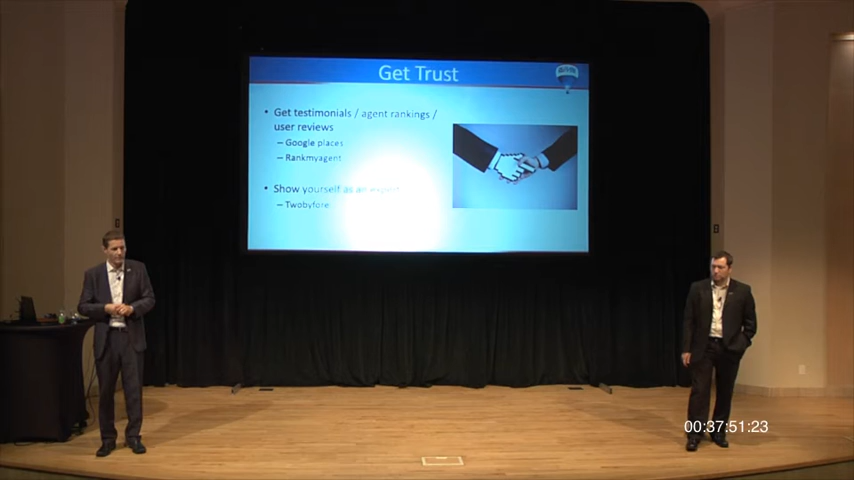 Get Trust
• Get testimonials / agent rankings /
user reviews
– Google places
– Rankmyagent
• Show yourself as an expert
– Twobyfore
00:37:51:23